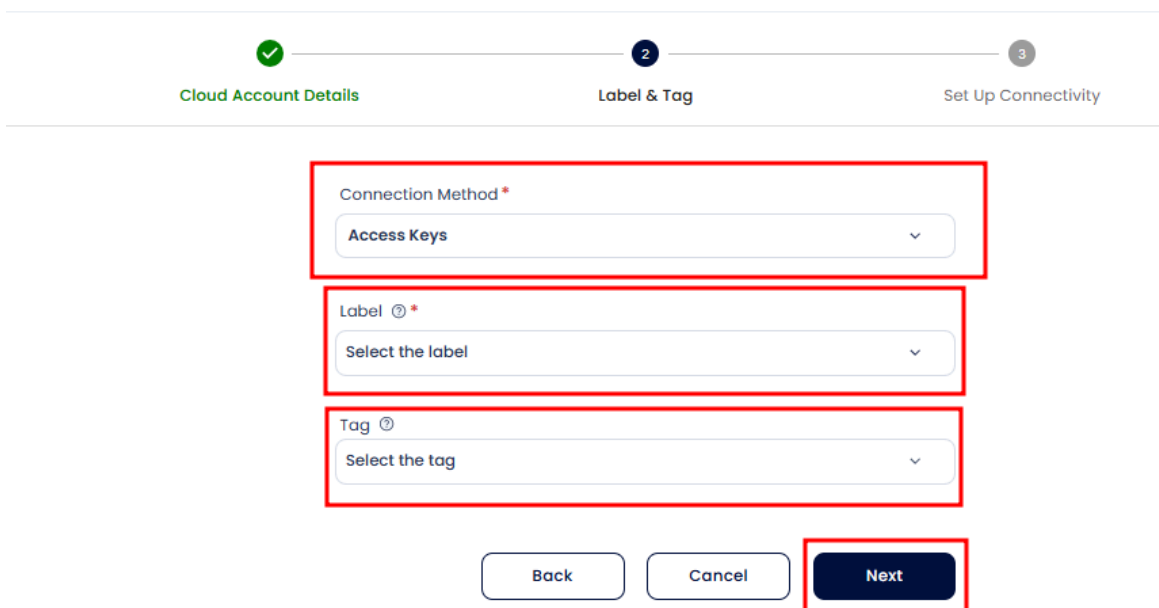 2
3
Cloud Account Details
Label & Tag
Set Up Connectivity
Connection Method *
Access Keys
Label ? *
Select the label
Tag ?
Select the tag
Back
Cancel
Next